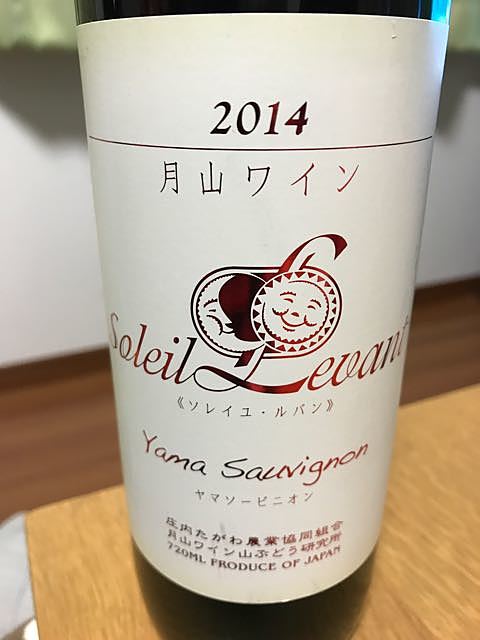 2014
月山ワイン
Soleil Levant
《ソレイユ・ルバン》
Yama Sauvignon
ヤマソービニオン
庄内たがわ農業協同組合
月山ワイン山ぶどう研究所
720ML PRODUCE OF JAPAN